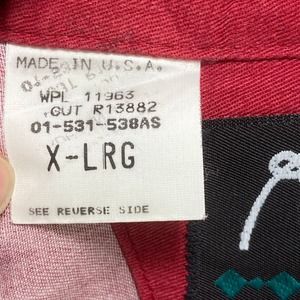 MADE IN U.S.A.
WPL 11963
CUT R13882
01-531-538AS
X-LRG
SEE REVERSE SIDE